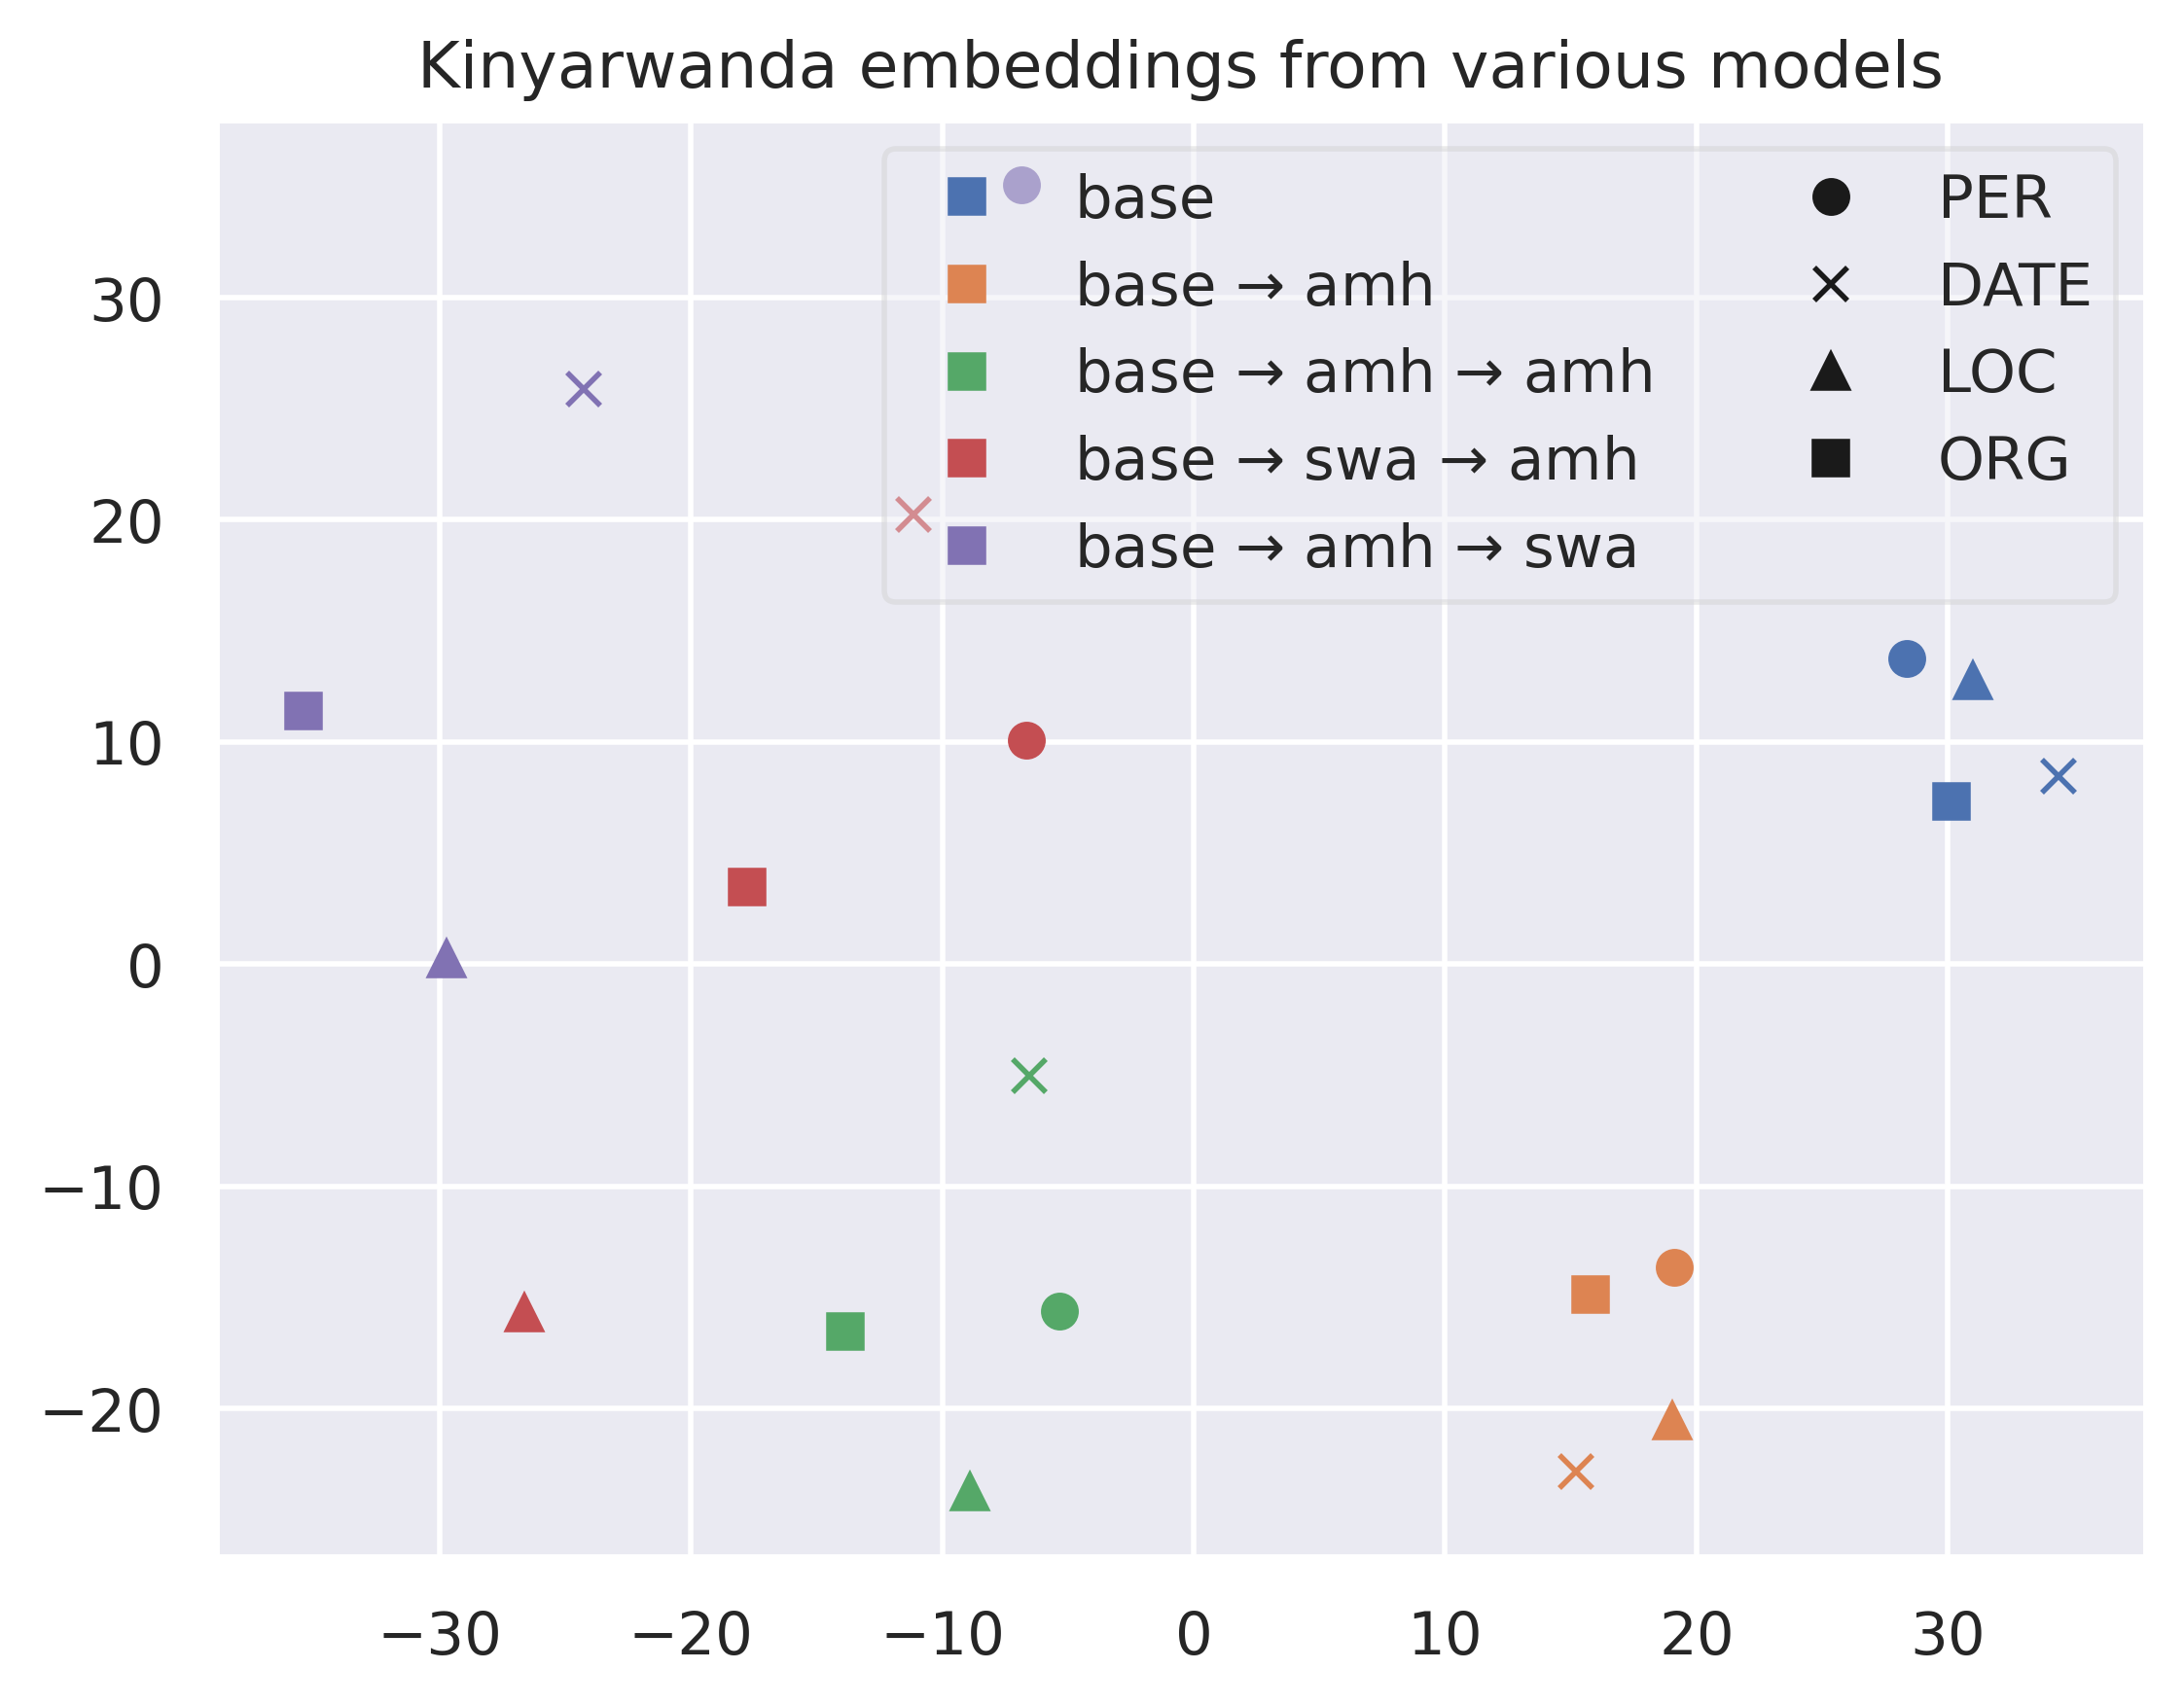 Kinyarwanda embeddings from various models
base
base → amh
base → amh → amh
base → swa → amh
base → amh → swa
PER
DATE
LOC
ORG
30
20
10
0
−10
−20
−30 −20 −10 0 10 20 30